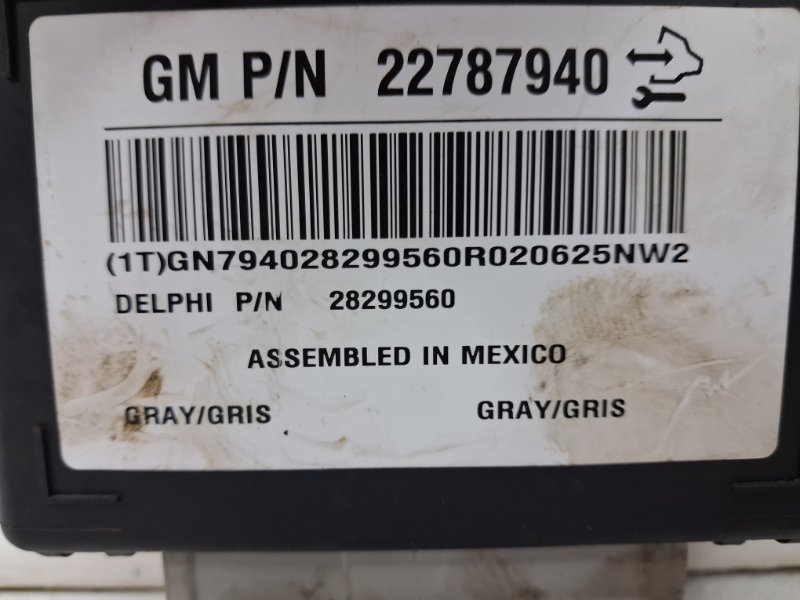 GM P/N 22787940
(1T)GN794028299560R020625NW2
DELPHI P/N 28299560
ASSEMBLED IN MEXICO
GRAY/GRIS GRAY/GRIS